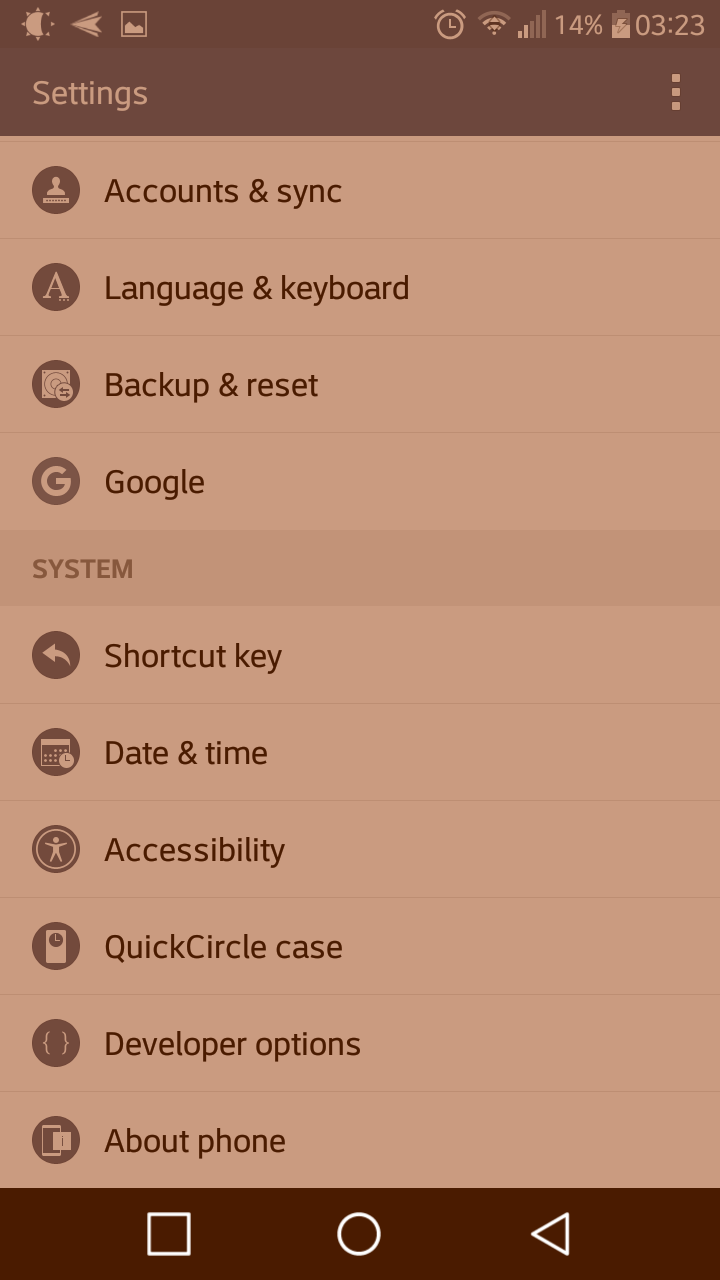 14% 03:23
Settings
Accounts & sync
Language & keyboard
Backup & reset
Google
SYSTEM
Shortcut key
Date & time
Accessibility
QuickCircle case
Developer options
About phone